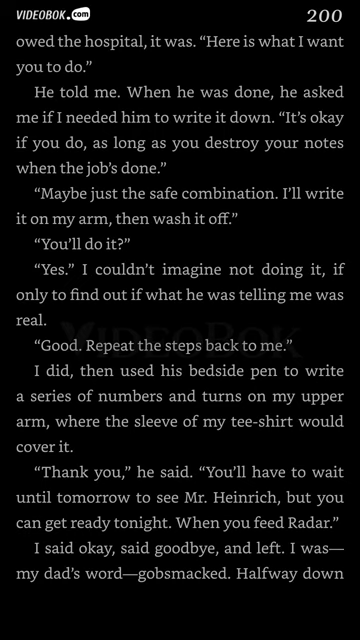 VIDEOBOK.com
200
owed the hospital, it was. “Here is what I want
you to do.”
He told me. When he was done, he asked
me if I needed him to write it down. “It’s okay
if you do, as long as you destroy your notes
when the job’s done.”
“Maybe just the safe combination. I’ll write
it on my arm, then wash it off.”
“You’ll do it?”
“Yes.” I couldn’t imagine not doing it, if
only to find out if what he was telling me was
real.
VIDEOBOK
“Good. Repeat the steps back to me.”
I did, then used his bedside pen to write
a series of numbers and turns on my upper
arm, where the sleeve of my tee-shirt would
cover it.
“Thank you,” he said. “You’ll have to wait
until tomorrow to see Mr. Heinrich, but you
can get ready tonight. When you feed Radar.”
I said okay, said goodbye, and left. I was—
my dad’s word—gobsmacked. Halfway down